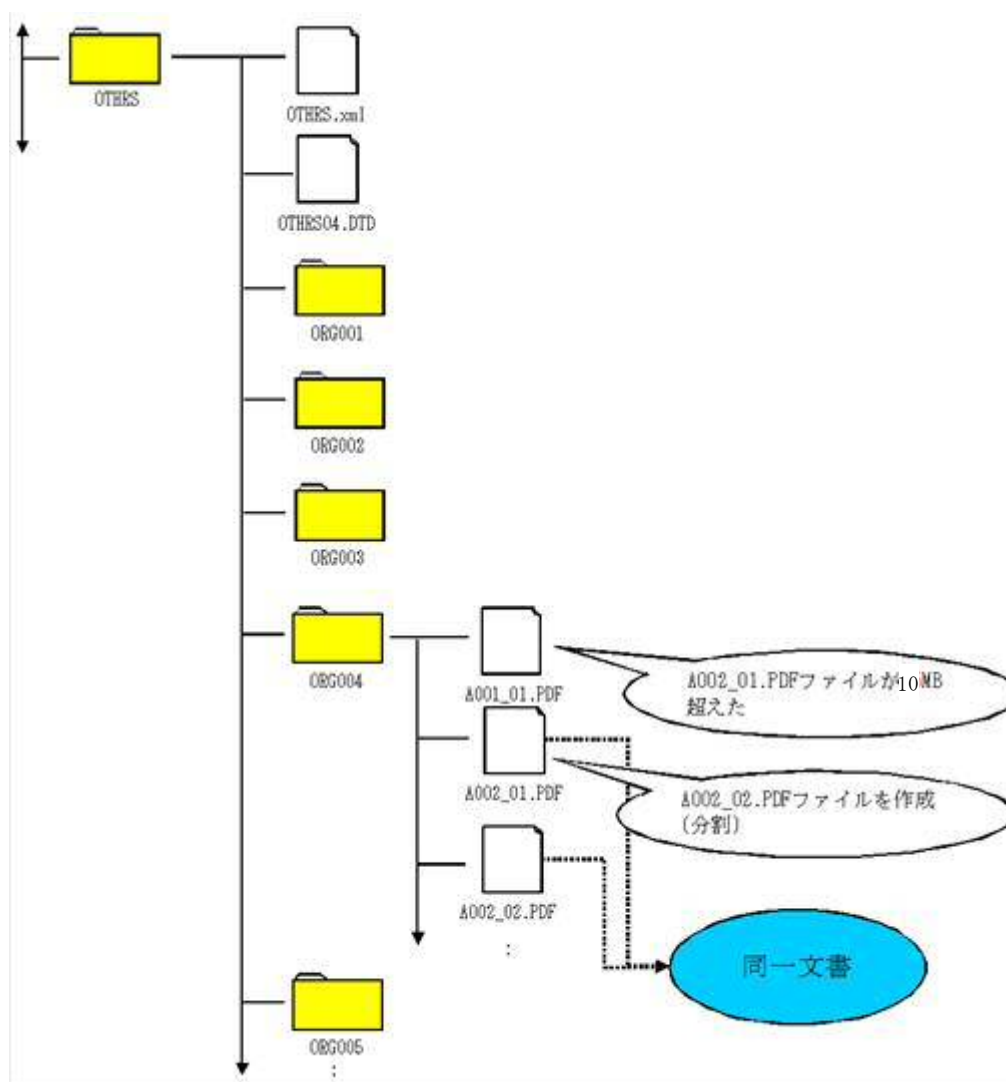 OTHRS
OTHRS.xml
OTHRS04.DTD
ORG001
ORG002
ORG003
ORG004
A001_01.PDF
A002_01.PDFファイルが10MB
超えた
A002_01.PDF
A002_02.PDFファイルを作成
(分割)
A002_02.PDF
:
同一文書
ORG005
: